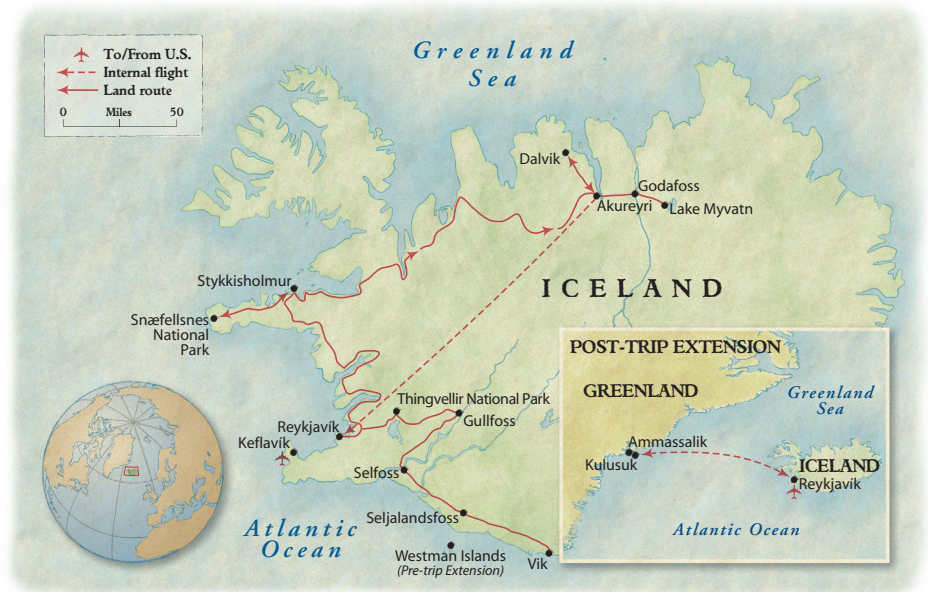 Greenland
Sea
To/From U.S.
Internal flight
Land route
0 Miles 50
Dalvik
Godafoss
Akureyri
Lake Myvatn
Stykkisholmur
ICELAND
Snæfellsnes
National
Park
Thingvellir National Park
Gullfoss
Reykjavík
Keflavík
Selfoss
Seljalandsfoss
Atlantic
Ocean
Westman Islands
(Pre-trip Extension)
Vik
POST-TRIP EXTENSION
GREENLAND
Greenland
Sea
Ammassalik
Kulusuk
ICELAND
Reykjavík
Atlantic Ocean